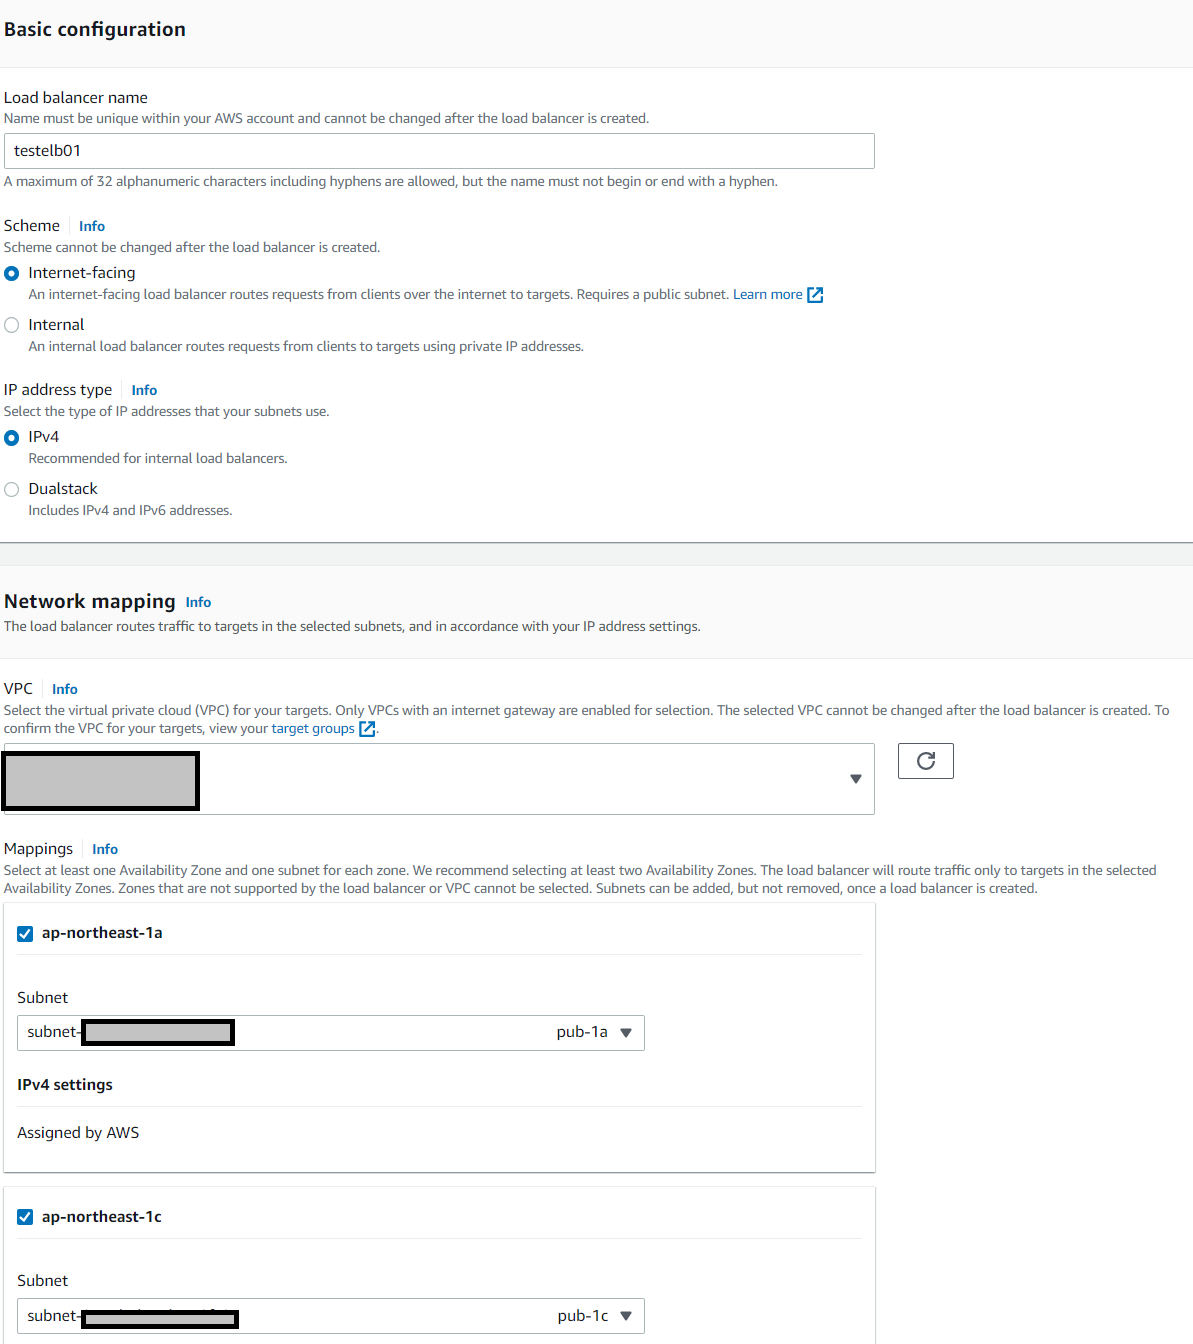 Basic configuration
Load balancer name
Name must be unique within your AWS account and cannot be changed after the load balancer is created.
testelb01
A maximum of 32 alphanumeric characters including hyphens are allowed, but the name must not begin or end with a hyphen.
Scheme Info
Scheme cannot be changed after the load balancer is created.
Internet-facing
An internet-facing load balancer routes requests from clients over the internet to targets. Requires a public subnet. Learn more
Internal
An internal load balancer routes requests from clients to targets using private IP addresses.
IP address type Info
Select the type of IP addresses that your subnets use.
IPv4
Recommended for internal load balancers.
Dualstack
Includes IPv4 and IPv6 addresses.
Network mapping Info
The load balancer routes traffic to targets in the selected subnets, and in accordance with your IP address settings.
VPC Info
Select the virtual private cloud (VPC) for your targets. Only VPCs with an internet gateway are enabled for selection. The selected VPC cannot be changed after the load balancer is created. To
confirm the VPC for your targets, view your target groups.
Mappings Info
Select at least one Availability Zone and one subnet for each zone. We recommend selecting at least two Availability Zones. The load balancer will route traffic only to targets in the selected
Availability Zones. Zones that are not supported by the load balancer or VPC cannot be selected. Subnets can be added, but not removed, once a load balancer is created.
ap-northeast-1a
Subnet
subnet- pub-1a
IPv4 settings
Assigned by AWS
ap-northeast-1c
Subnet
subnet- pub-1c